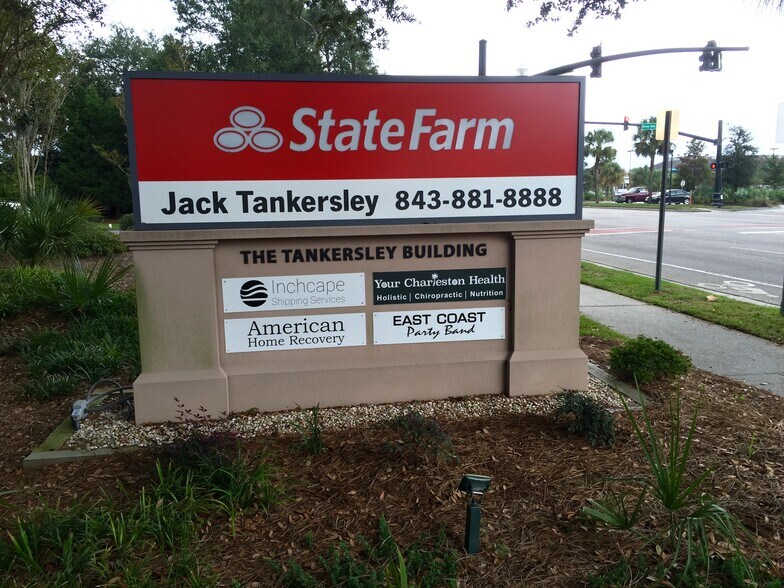 StateFarm
Jack Tankersley 843-881-8888
THE TANKERSLEY BUILDING
Inchcape
Shipping Services
Your Charleston Health
Holistic | Chiropractic | Nutrition
American
Home Recovery
EAST COAST
Party Band